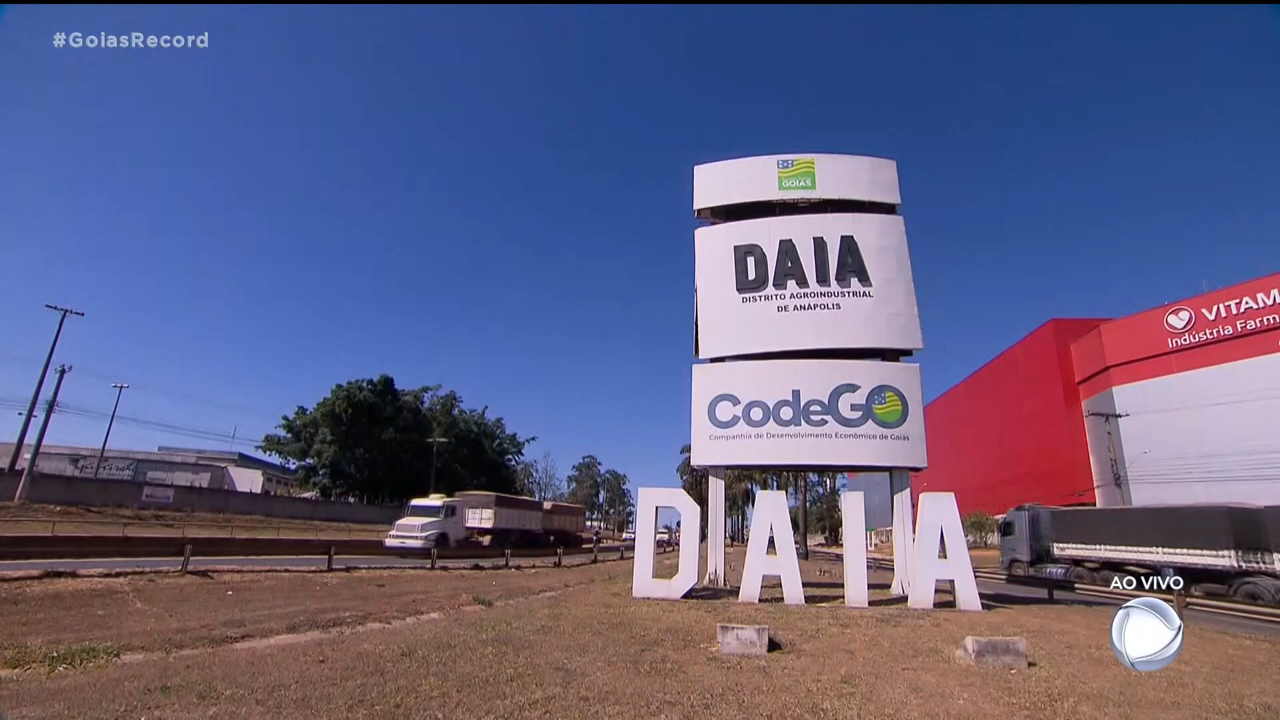 #GoiasRecord
GOIÁS
DAIA
DISTRITO AGROINDUSTRIAL
DE ANÁPOLIS
CodeGO
Companhia de Desenvolvimento Econômico de Goiás
DAIA
VITAM
Indústria Farm
AO VIVO